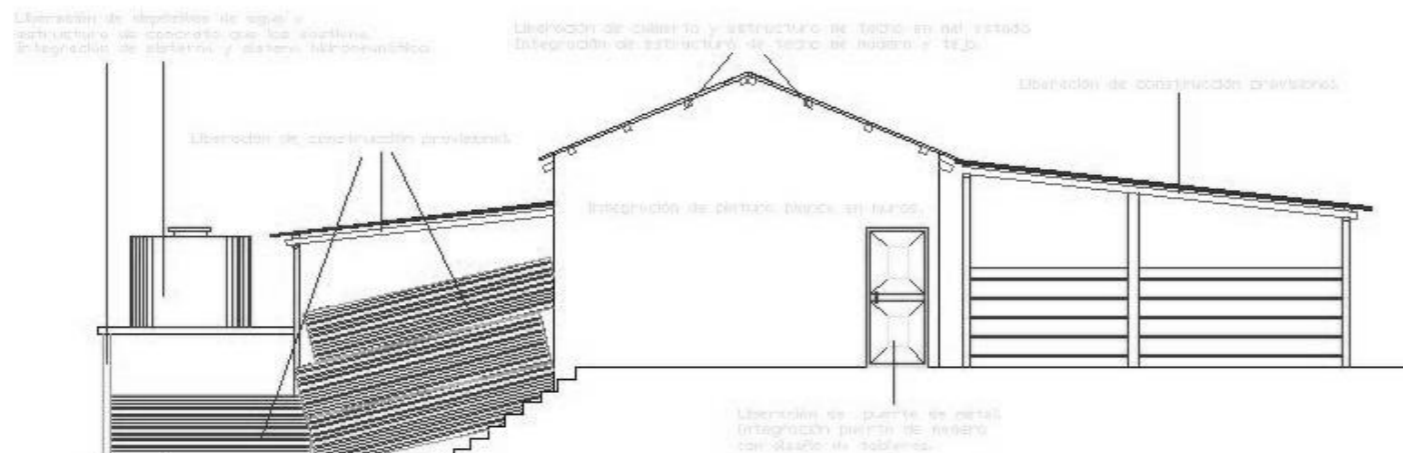 Liberación de depósitos de agua y
estructura de concreto que los sostiene.
Integración de cisterna y sistema hidroneumático.
Liberación de cubierta y estructura de techo en mal estado
Integración de estructura de techo de madera y teja.
Liberación de construcción provisional.
Liberación de construcción provisional.
Integración de pintura blanca en muros.
Liberación de puerta de metal
Integración puerta de madera
con diseño de tableros.